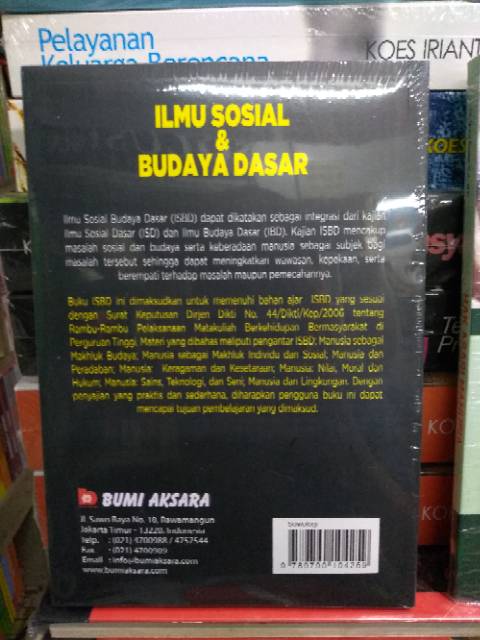 Pelayanan
Keluarga Berencana
KOES IRIANT
ILMU SOSIAL
&
BUDAYA DASAR
Ilmu Sosial Budaya Dasar (ISBD) dapat dikatakan sebagai integrasi dari kajian
Ilmu Sosial Dasar (ISD) dan Ilmu Budaya Dasar (IBD). Kajian ISBD mencakup
masalah sosial dan budaya serta keberadaan manusia sebagai subjek bagi
masalah tersebut sehingga dapat meningkatkan wawasan, kepekaan, serta
berempati terhadap masalah maupun pemecahannya.
Buku ISBD ini dimaksudkan untuk memenuhi bahan ajar ISBD yang sesuai
dengan Surat Keputusan Dirjen Dikti No. 44/Dikti/Kep/2006 tentang
Rambu-Rambu Pelaksanaan Matakuliah Berkehidupan Bermasyarakat di
Perguruan Tinggi. Materi yang dibahas meliputi pengantar ISBD; Manusia sebagai
Makhluk Budaya; Manusia sebagai Makhluk Individu dan Sosial; Manusia dan
Peradaban; Manusia: Keragaman dan Kesetaraan; Manusia: Nilai, Moral dan
Hukum; Manusia: Sains, Teknologi, dan Seni; Manusia dan Lingkungan. Dengan
penyajian yang praktis dan sederhana, diharapkan pengguna buku ini dapat
mencapai tujuan pembelajaran yang dimaksud.
BUMI AKSARA
Jl. Sawo Raya No. 18, Rawamangun
Jakarta Timur - 13220, Indonesia
Telp. : (021) 4700988 / 4757544
Fax : (021) 4700989
Email : info@bumiaksara.com
www.bumiaksara.com
KOES
KO
KO